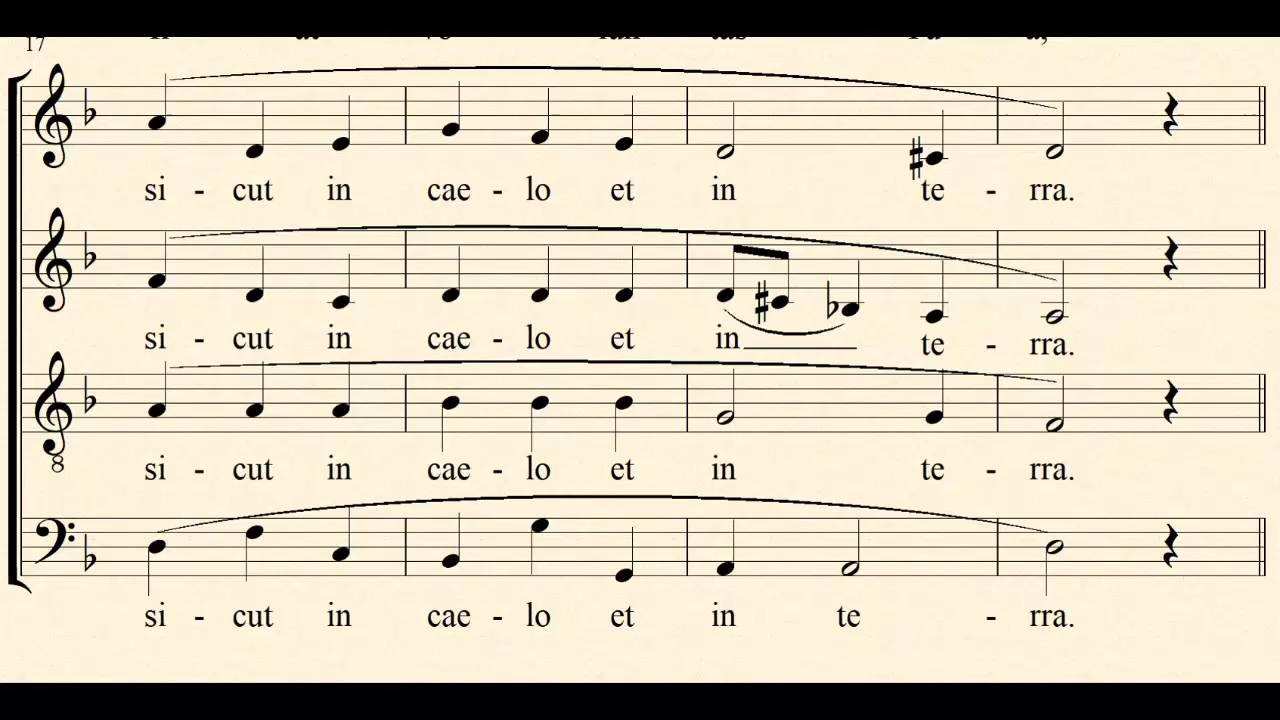 17
si - cut in cae - lo et in te - rra.
si - cut in cae - lo et in te - rra.
8
si - cut in cae - lo et in te - rra.
si - cut in cae - lo et in te - rra.